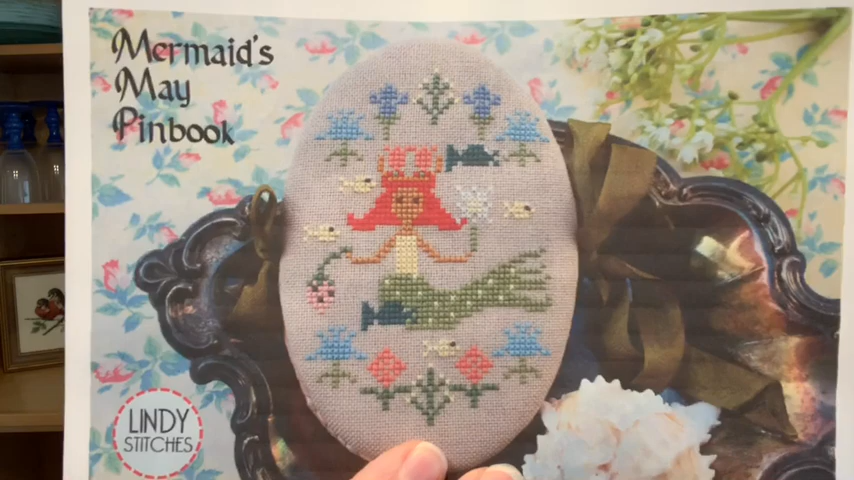 Mermaid's
May
Pinbook
LINDY
STITCHES